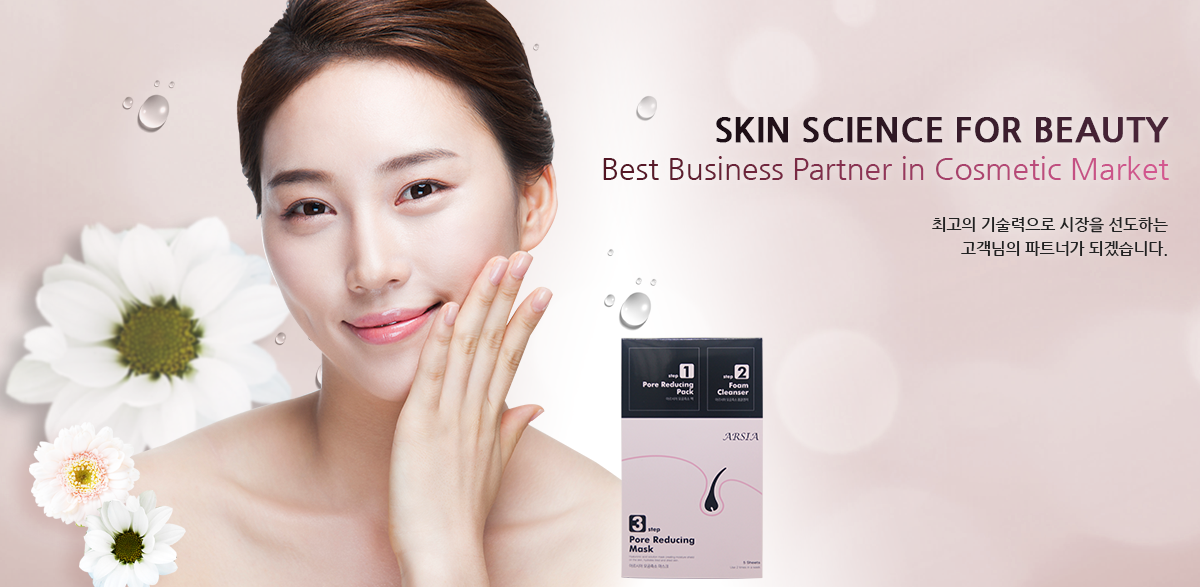 SKIN SCIENCE FOR BEAUTY
Best Business Partner in Cosmetic Market
최고의 기술력으로 시장을 선도하는
고객님의 파트너가 되겠습니다.
step 1
Pore Reducing
Pack
step 2
Foam
Cleanser
ARSIA
3 step
Pore Reducing
Mask